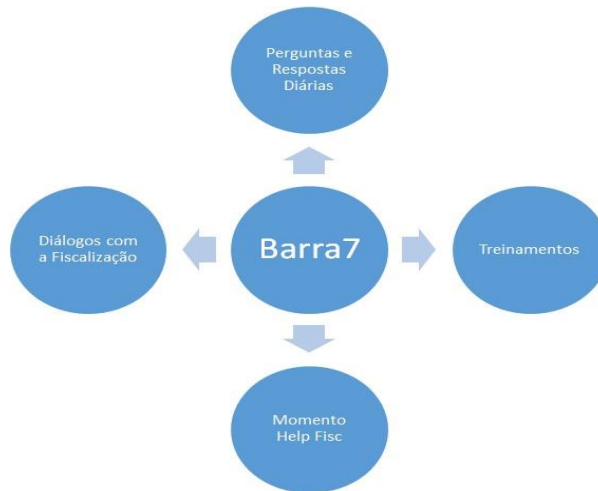 Perguntas e
Respostas
Diárias
Diálogos com
a Fiscalização
Barra7
Treinamentos
Momento
Help Fisc